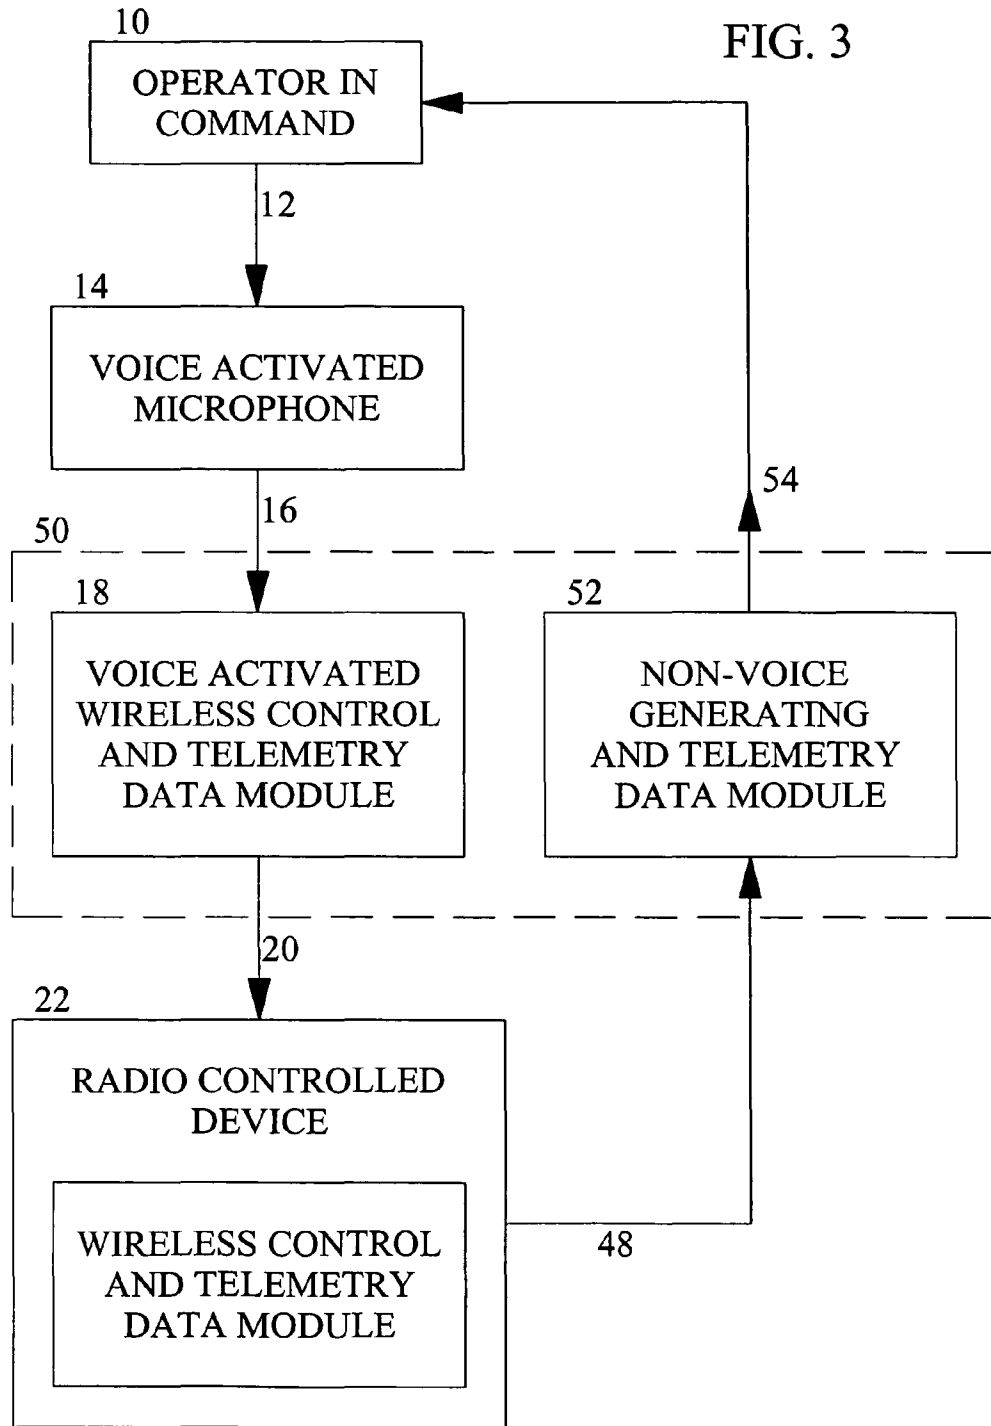 10
FIG. 3
OPERATOR IN
COMMAND
12
14
VOICE ACTIVATED
MICROPHONE
16
54
50
18
52
VOICE ACTIVATED
WIRELESS CONTROL
AND TELEMETRY
DATA MODULE
NON-VOICE
GENERATING
AND TELEMETRY
DATA MODULE
20
22
RADIO CONTROLLED
DEVICE
48
WIRELESS CONTROL
AND TELEMETRY
DATA MODULE